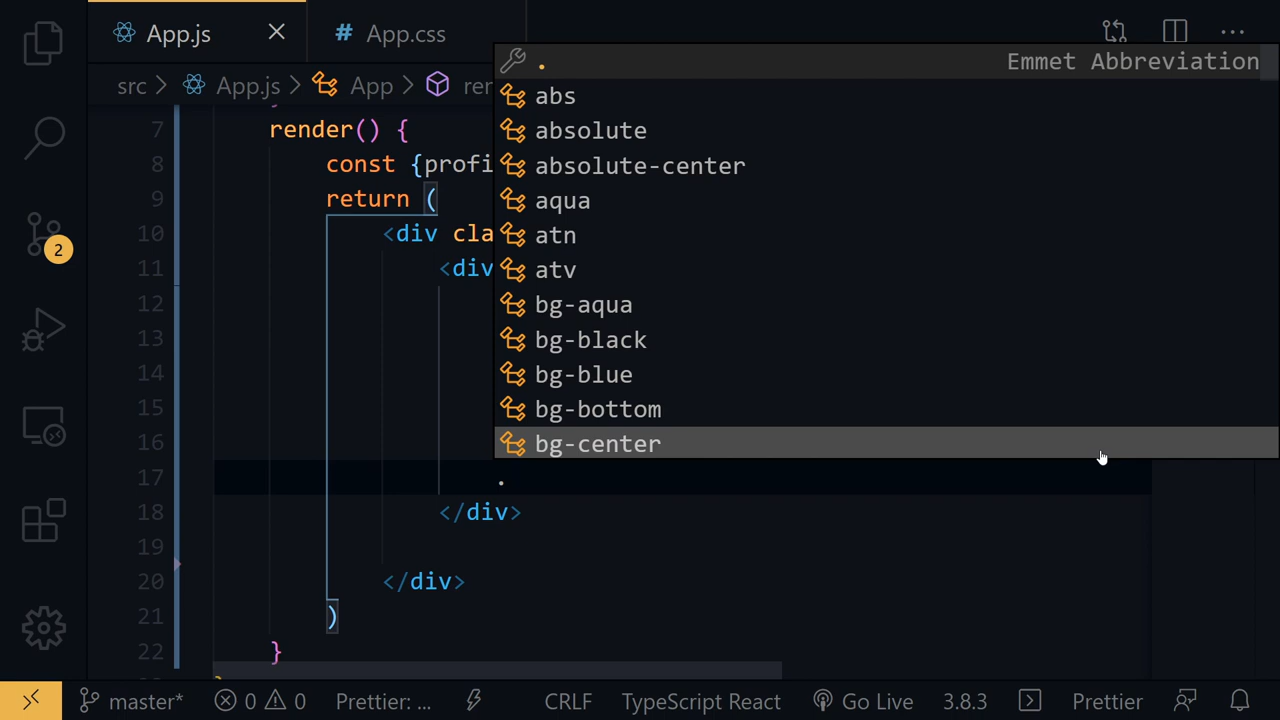 App.js
# App.css
src > App.js > App > ren
. Emmet Abbreviation
abs
absolute
absolute-center
aqua
atn
atv
bg-aqua
bg-black
bg-blue
bg-bottom
bg-center
7 render() {
8 const {profi
9 return (
10 <div cla
11 <div
12
13
14
15
16
17 .
18 </div>
19
20 </div>
21 )
22 }
2
master* 0 0 Prettier: ... CRLF TypeScript React Go Live 3.8.3 Prettier